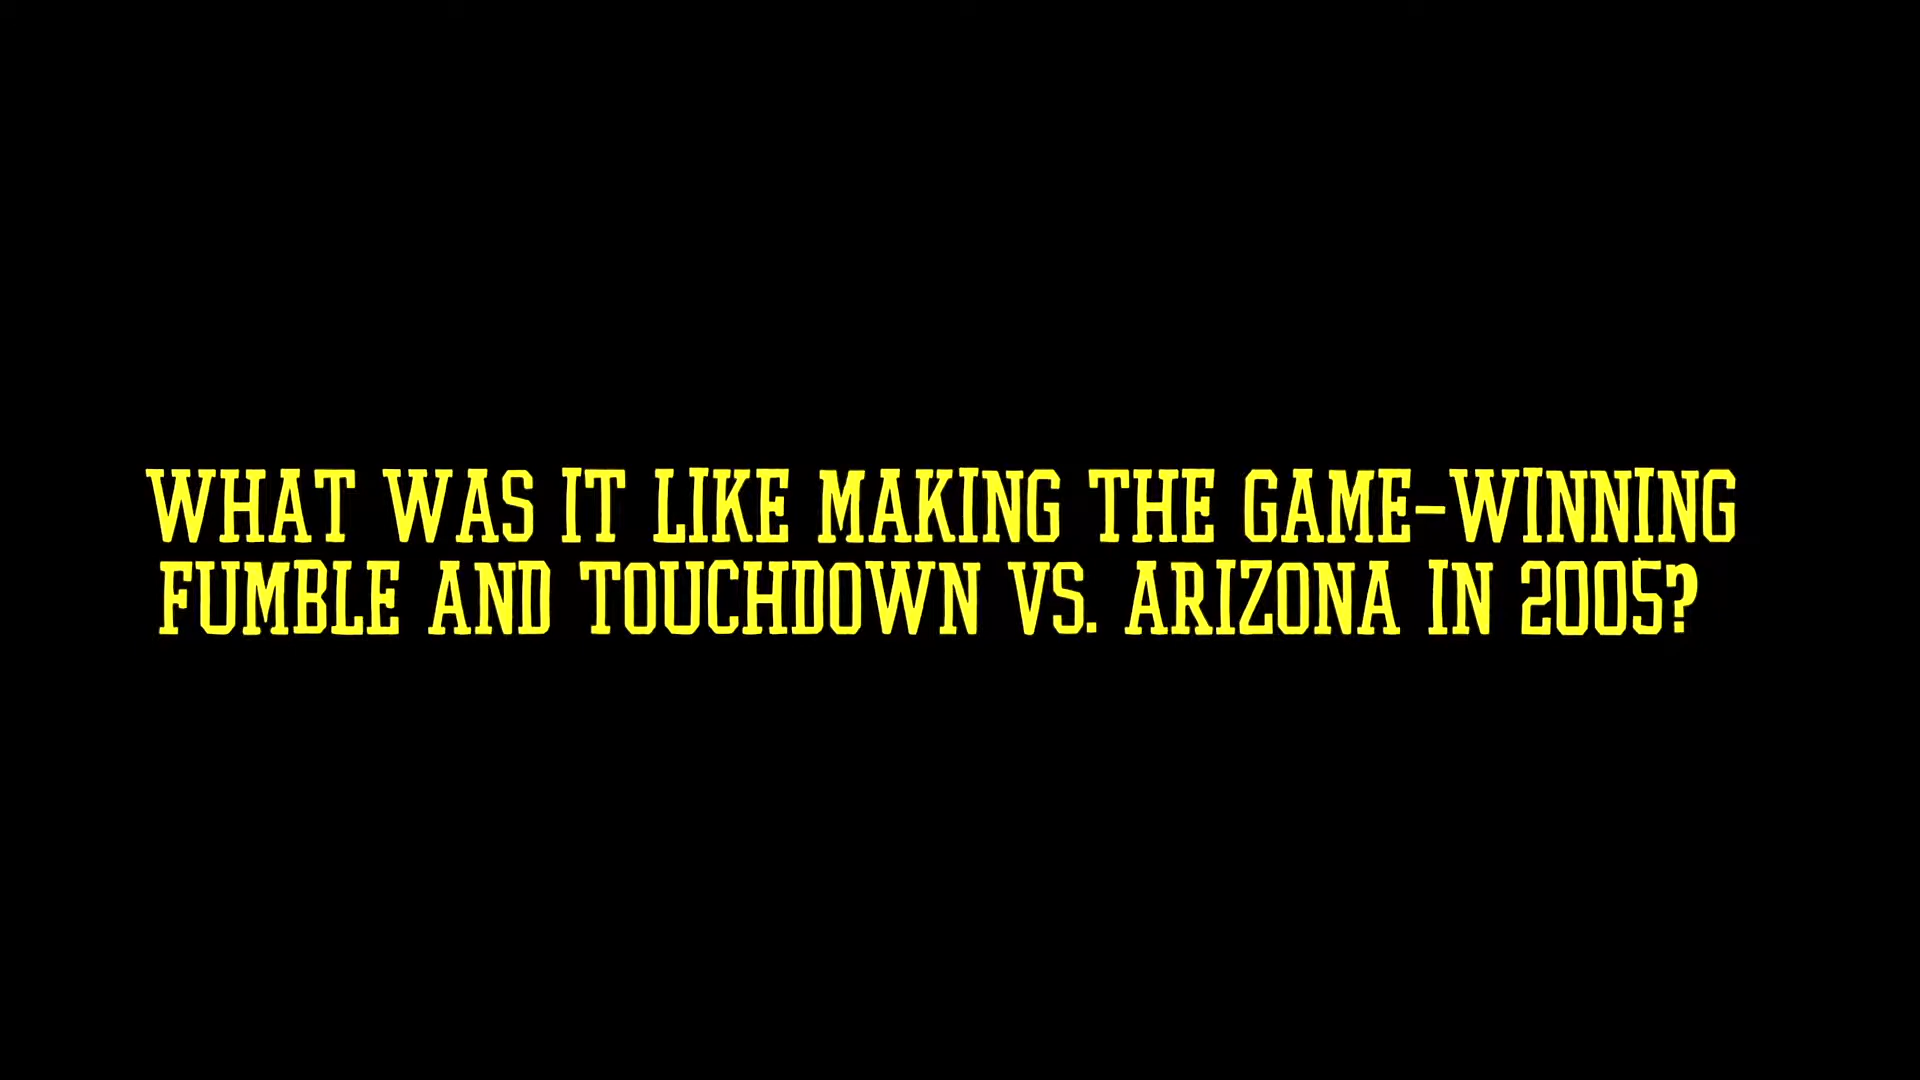 WHAT WAS IT LIKE MAKING THE GAME-WINNING
FUMBLE AND TOUCHDOWN VS. ARIZONA IN 2005?